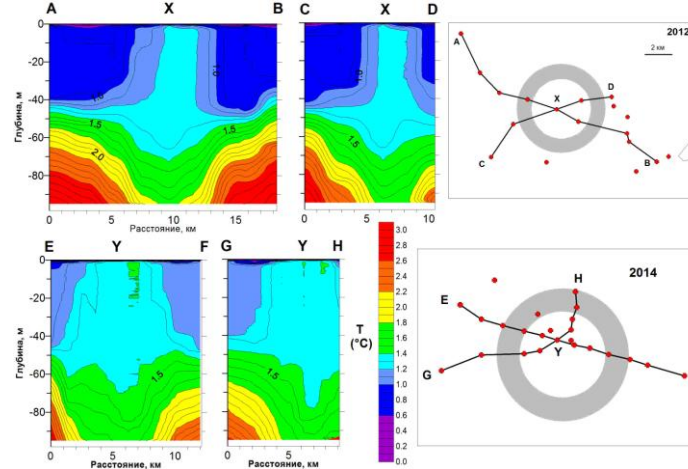 A X B
C X D
2012
2 км
A
D
X
C
B
0
-20
-40
-60
-80
Глубина, м
1.0
1.5
1.5
2.0
0 5 10 15
Расстояние, км
1.0
1.5
0 5 10
Расстояние, км
E Y F
G Y H
0
-20
-40
-60
-80
Глубина, м
1.5
0 5 10
Расстояние, км
1.5
0 5 10
Расстояние, км
T
(°C)
3.0
2.8
2.6
2.4
2.2
2.0
1.8
1.6
1.4
1.2
1.0
0.8
0.6
0.4
0.2
0.0
2014
H
E
Y
G